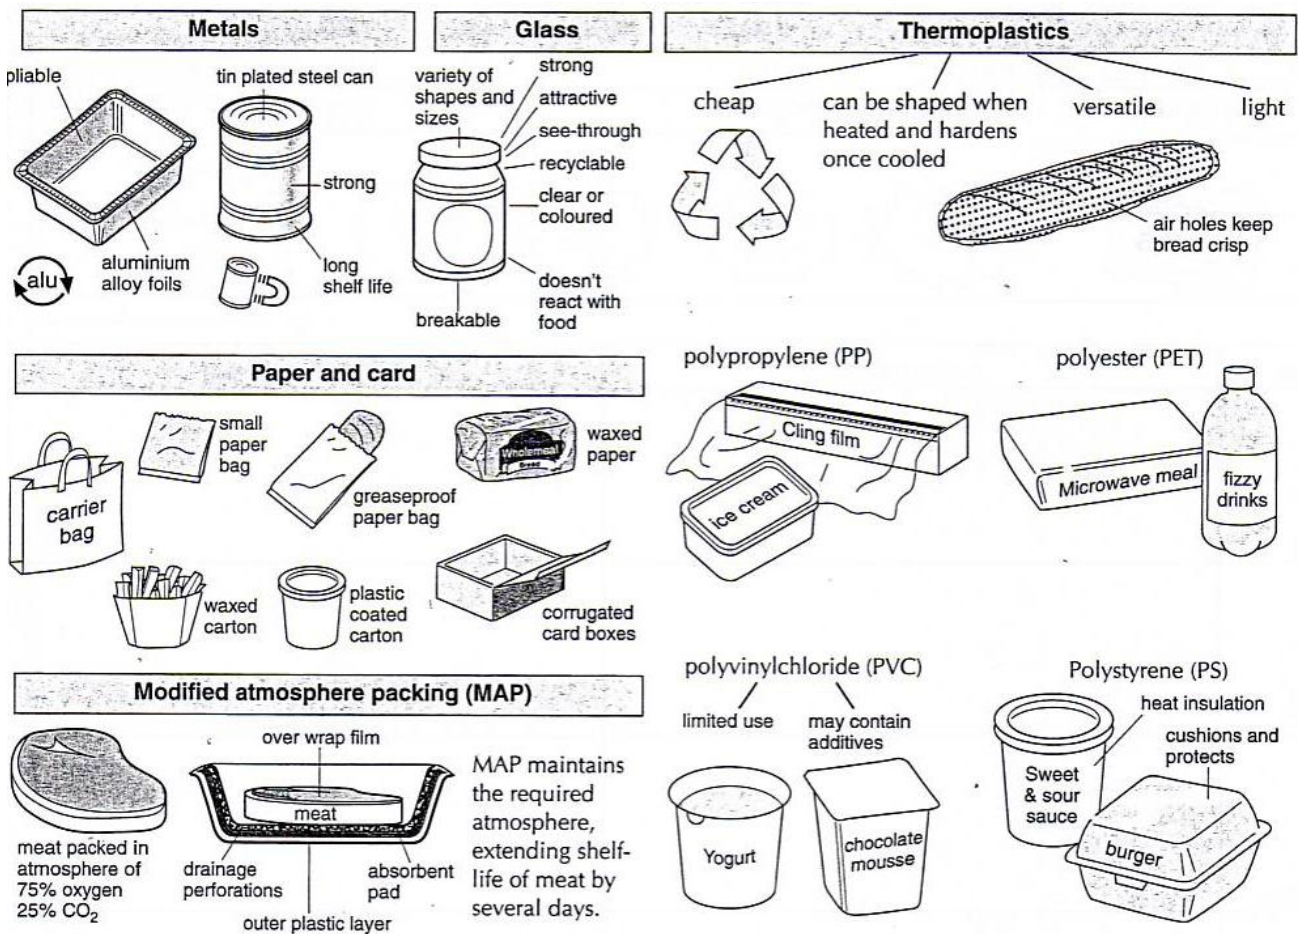 Metals
pliable
tin plated steel can
strong
long
shelf life
aluminium
alloy foils
alu
Glass
variety of
shapes and
sizes
strong
attractive
see-through
recyclable
clear or
coloured
doesn't
react with
food
breakable
Thermoplastics
cheap
can be shaped when
heated and hardens
once cooled
versatile
light
air holes keep
bread crisp
Paper and card
carrier
bag
small
paper
bag
greaseproof
paper bag
Wholemeal
Bread
waxed
paper
waxed
carton
plastic
coated
carton
corrugated
card boxes
polypropylene (PP)
Cling film
ice cream
polyester (PET)
Microwave meal
fizzy
drinks
Modified atmosphere packing (MAP)
meat packed in
atmosphere of
75% oxygen
25% CO₂
over wrap film
meat
drainage
perforations
absorbent
pad
outer plastic layer
MAP maintains
the required
atmosphere,
extending shelf-
life of meat by
several days.
polyvinylchloride (PVC)
limited use
may contain
additives
Yogurt
chocolate
mousse
Polystyrene (PS)
heat insulation
cushions and
protects
Sweet
& sour
sauce
burger